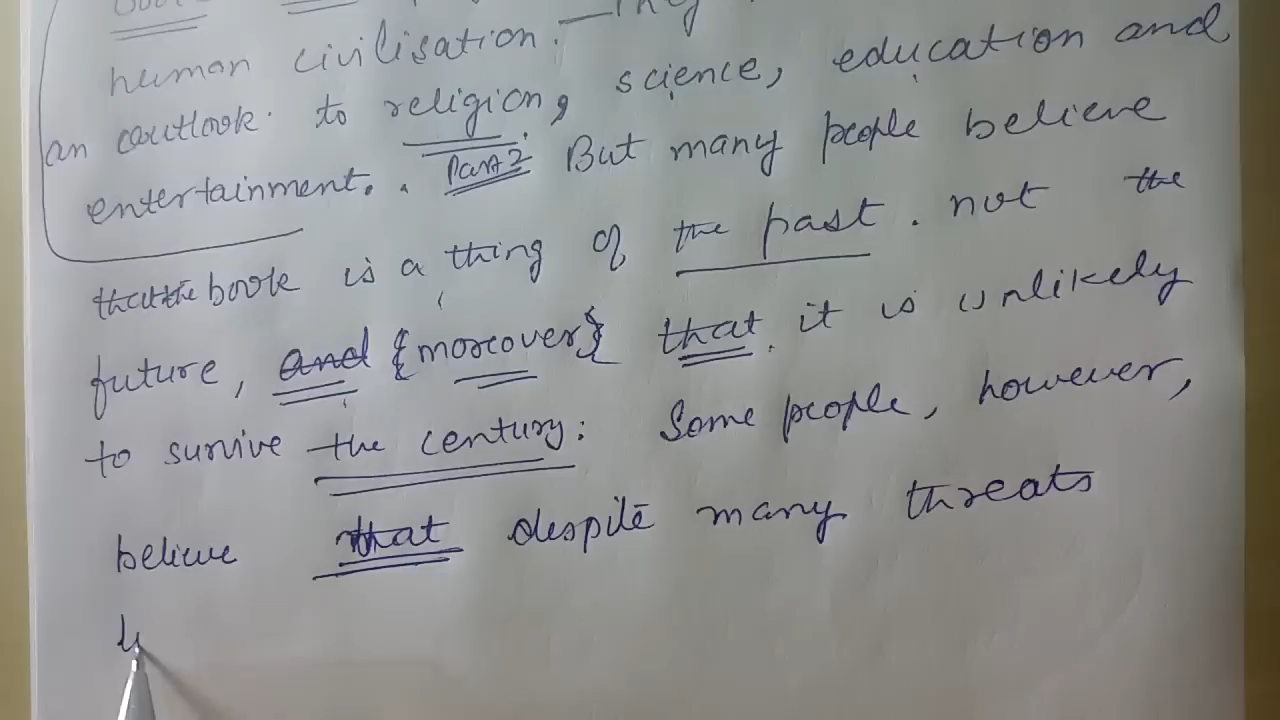 human civilisation. They
an outlook to religion, science, education and
entertainment. Part 2 But many people believe
that the book is a thing of the past. not the
future, and {moreover} that, it is unlikely
to survive the century: Some people, however,
believe that despite many threats